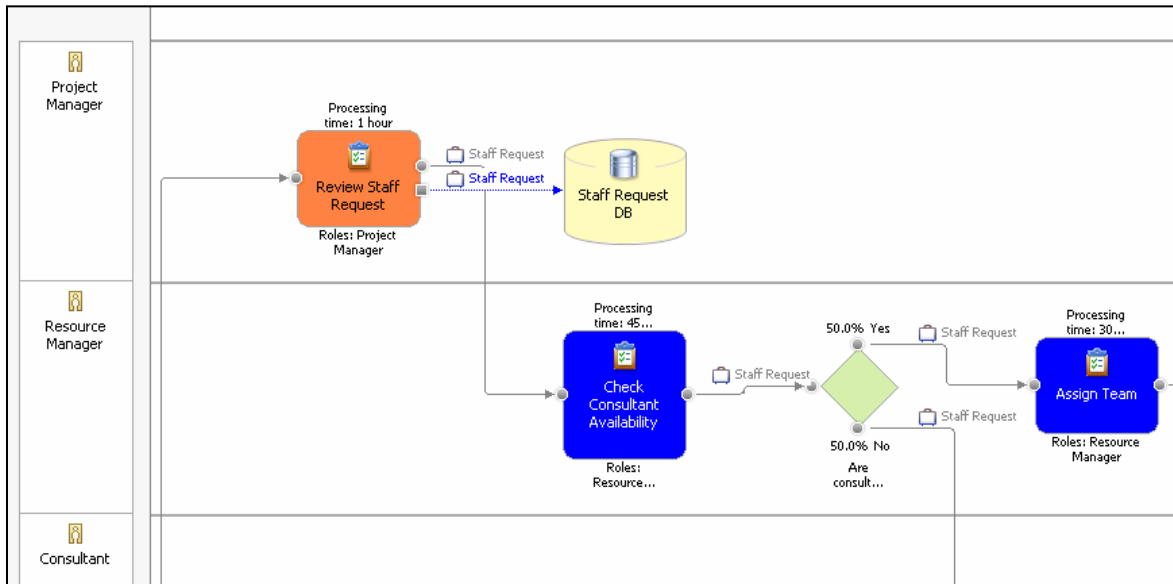 Project
Manager
Processing
time: 1 hour
Review Staff
Request
Roles: Project
Manager
Staff Request
Staff Request
Staff Request
DB
Resource
Manager
Processing
time: 45...
Check
Consultant
Availability
Roles:
Resource...
Staff Request
50.0% Yes
50.0% No
Are
consult...
Staff Request
Staff Request
Processing
time: 30...
Assign Team
Roles: Resource
Manager
Consultant